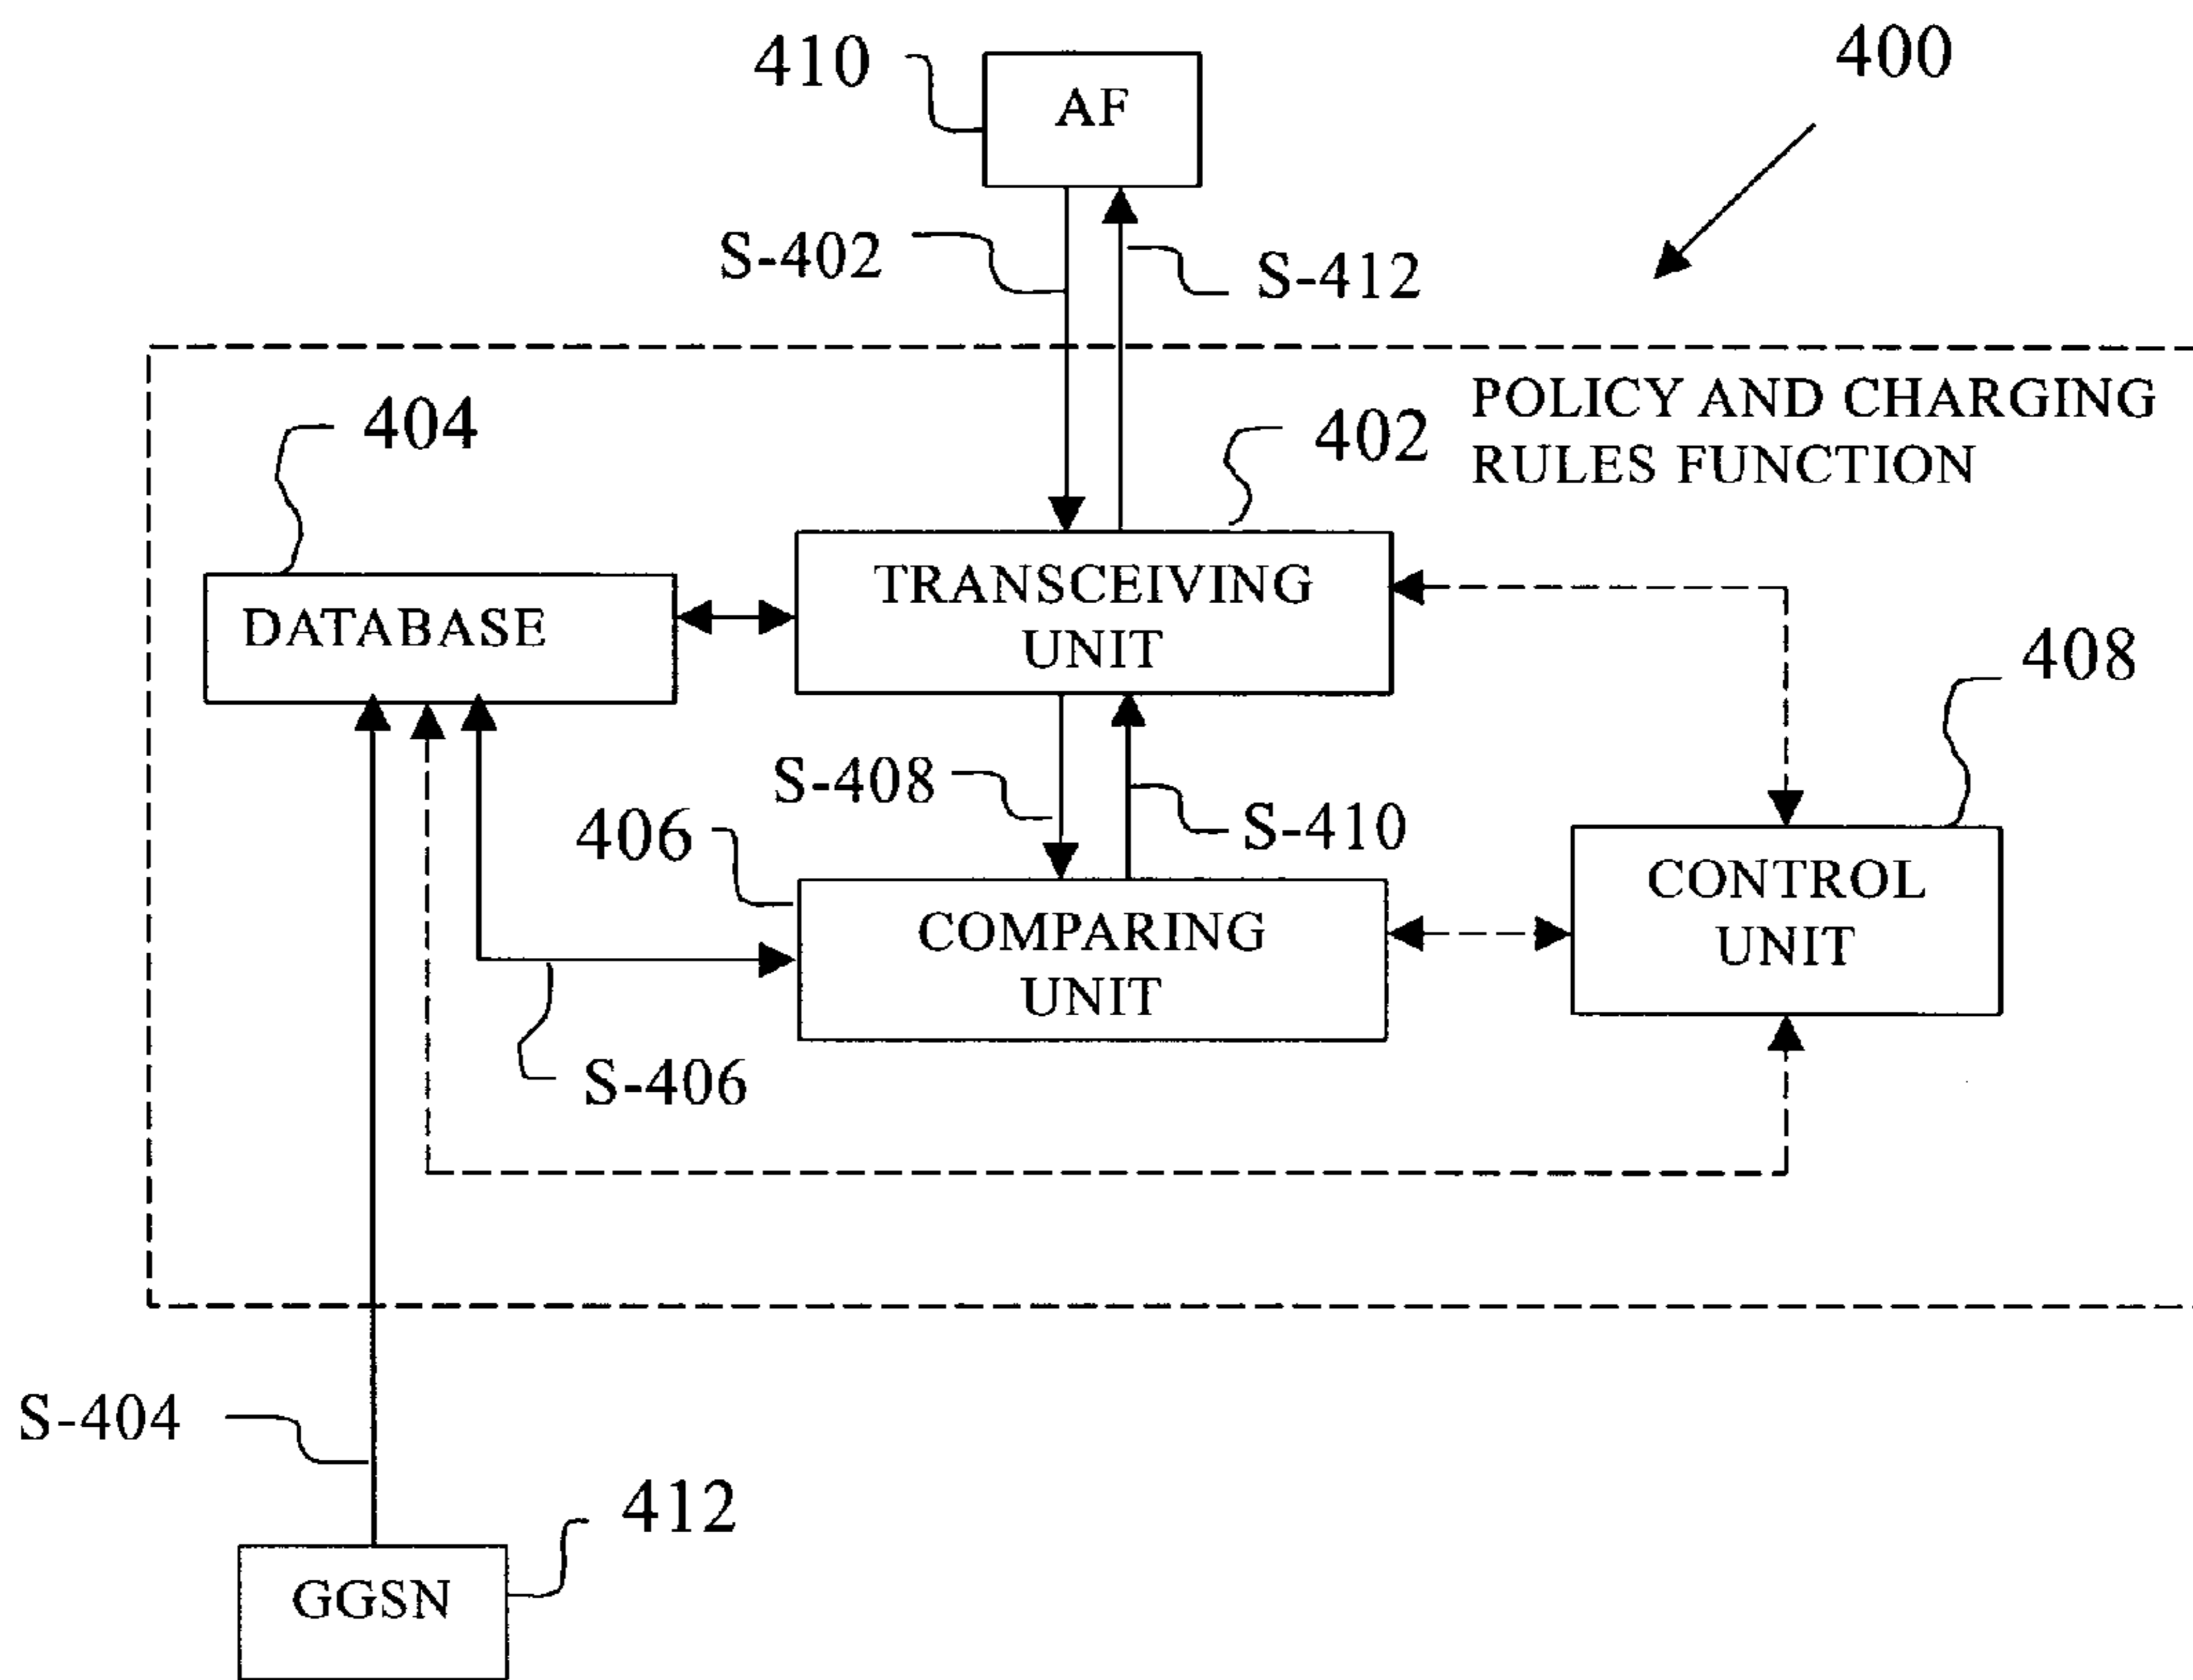 400
410
AF
S-402
S-412
POLICY AND CHARGING
RULES FUNCTION
404
402
DATABASE
TRANSCEIVING
UNIT
408
S-408
S-410
406
COMPARING
UNIT
CONTROL
UNIT
S-406
S-404
412
GGSN